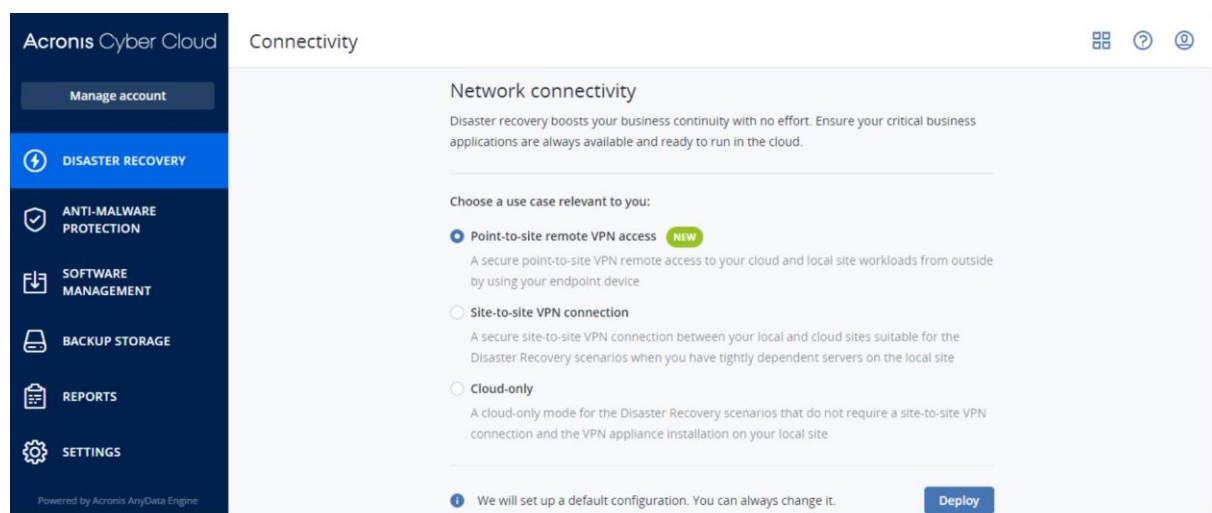 Acronis Cyber Cloud
Connectivity
Manage account
DISASTER RECOVERY
ANTI-MALWARE
PROTECTION
SOFTWARE
MANAGEMENT
BACKUP STORAGE
REPORTS
SETTINGS
Powered by Acronis AnyData Engine
Network connectivity
Disaster recovery boosts your business continuity with no effort. Ensure your critical business
applications are always available and ready to run in the cloud.
Choose a use case relevant to you:
Point-to-site remote VPN access NEW
A secure point-to-site VPN remote access to your cloud and local site workloads from outside
by using your endpoint device
Site-to-site VPN connection
A secure site-to-site VPN connection between your local and cloud sites suitable for the
Disaster Recovery scenarios when you have tightly dependent servers on the local site
Cloud-only
A cloud-only mode for the Disaster Recovery scenarios that do not require a site-to-site VPN
connection and the VPN appliance installation on your local site
We will set up a default configuration. You can always change it.
Deploy